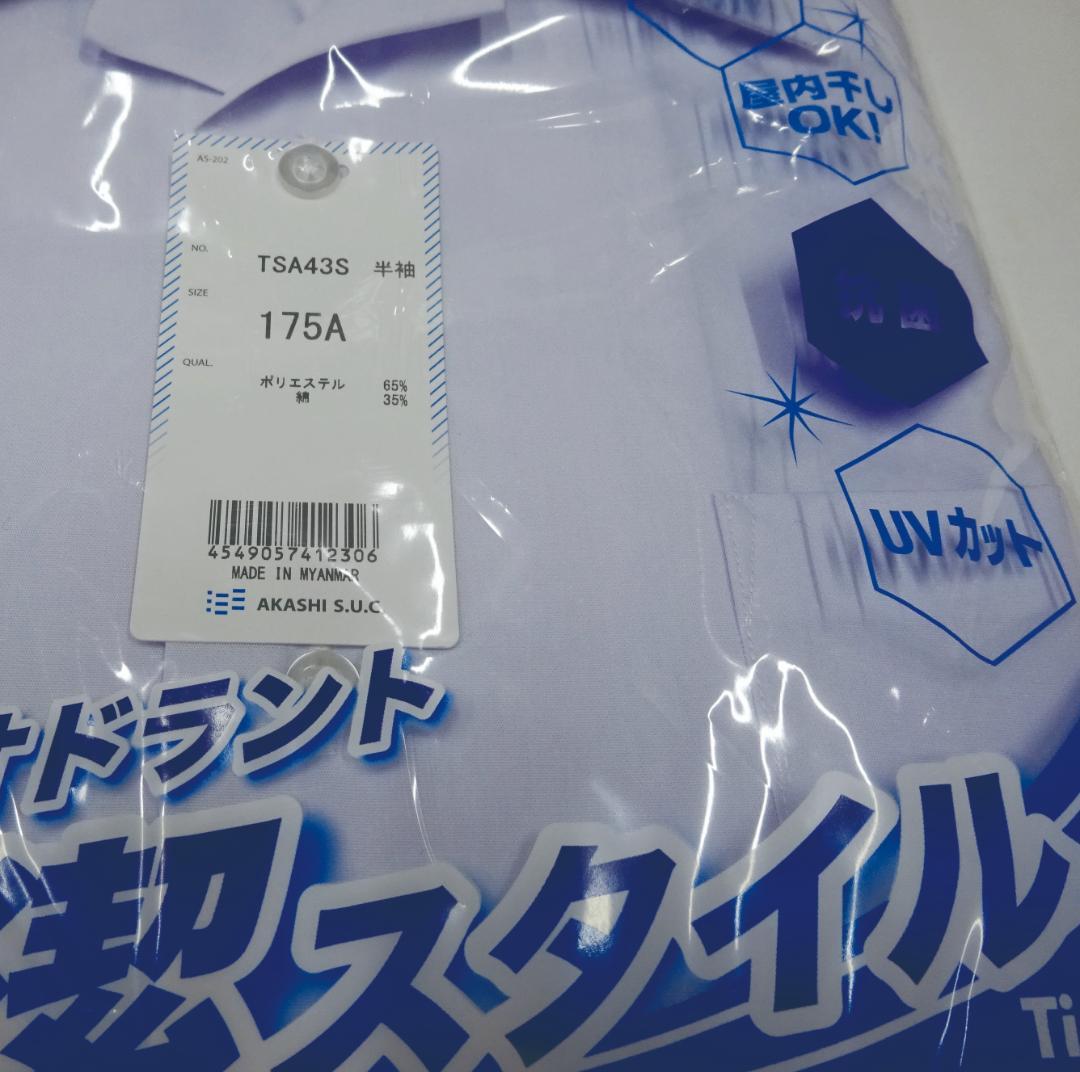 屋内干し
OK!
AS-202
NO.
TSA43S 半袖
SIZE
175A
QUAL.
ポリエステル 65%
綿 35%
UVカット
4549057412306
MADE IN MYANMAR
AKASHI S.U.C
ドラント
潔スタイル
Ti